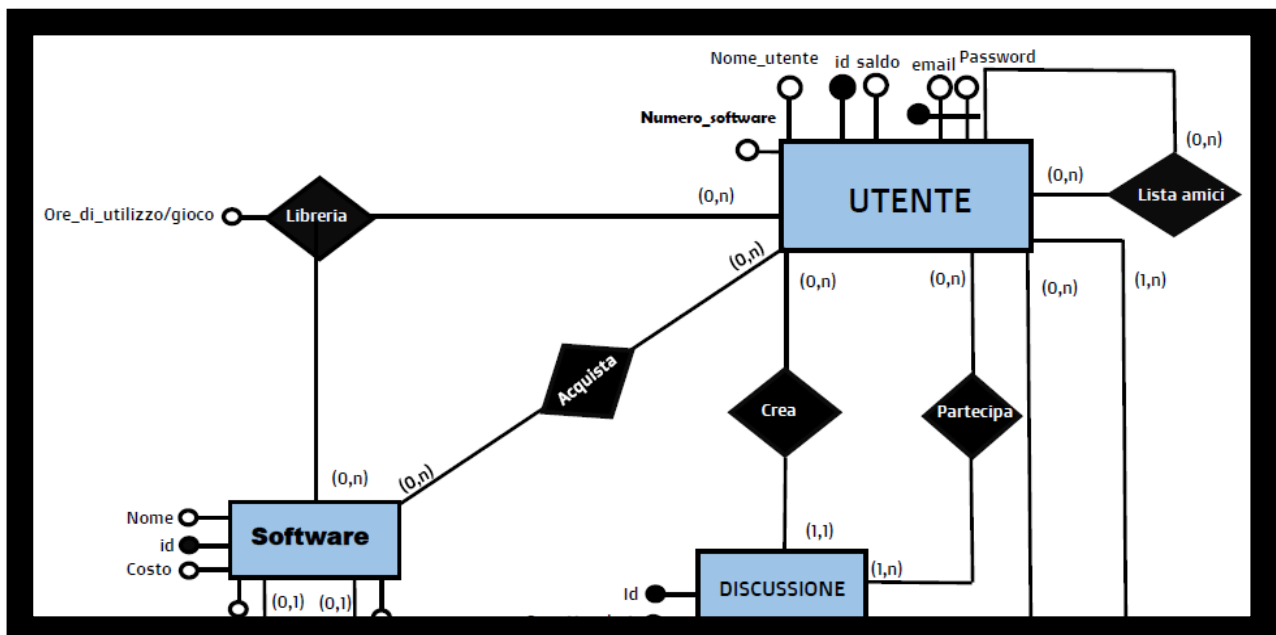 Nome_utente
id
saldo
email
Password
Numero_software
(0,n)
(0,n)
UTENTE
Lista amici
(0,n)
Ore_di_utilizzo/gioco
Libreria
(0,n)
(0,n)
(0,n)
(0,n)
(1,n)
Acquista
Crea
Partecipa
(0,n)
(0,n)
Nome
id
Costo
Software
(1,1)
(1,n)
DISCUSSIONE
Id
(0,1)
(0,1)